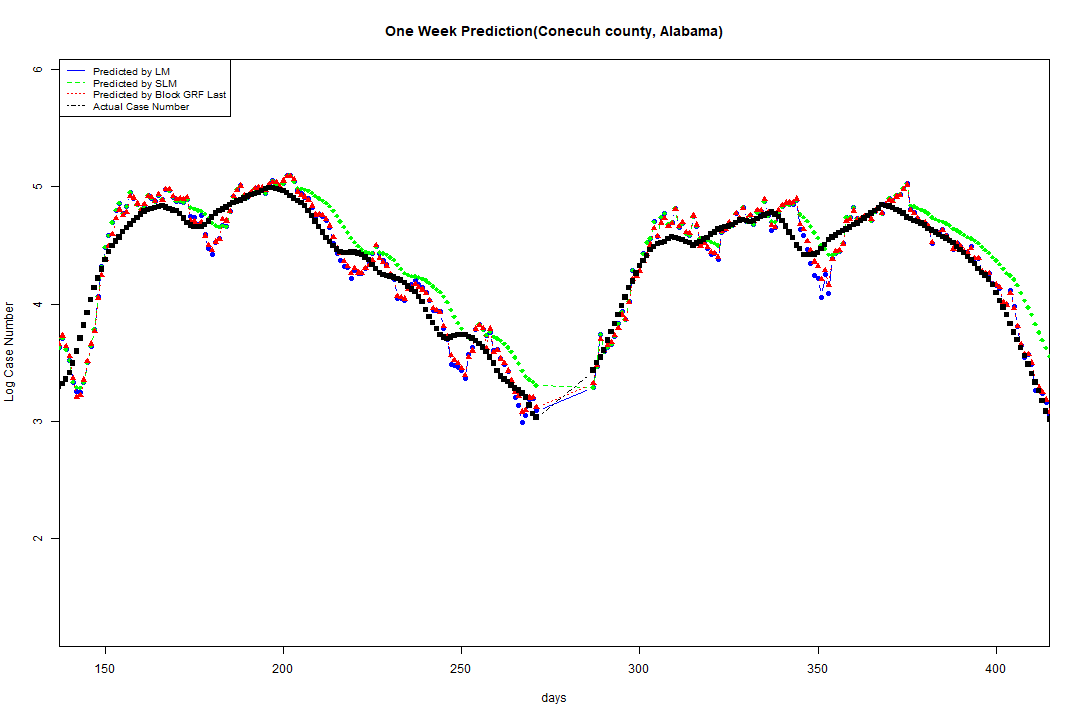 One Week Prediction(Conecuh county, Alabama)
Predicted by LM
Predicted by SLM
Predicted by Block GRF Last
Actual Case Number
6
5
4
3
2
Log Case Number
150 200 250 300 350 400
days